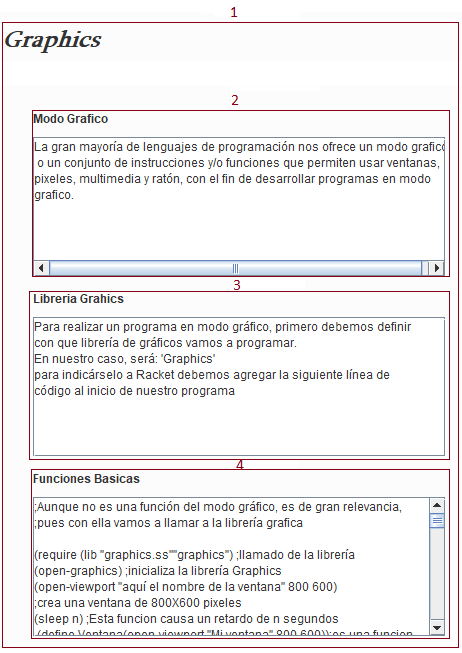 1
Graphics
2
Modo Grafico
La gran mayoría de lenguajes de programación nos ofrece un modo grafico
o un conjunto de instrucciones y/o funciones que permiten usar ventanas,
pixeles, multimedia y ratón, con el fin de desarrollar programas en modo
grafico.
3
Libreria Grahics
Para realizar un programa en modo gráfico, primero debemos definir
con que librería de gráficos vamos a programar.
En nuestro caso, será: 'Graphics'
para indicárselo a Racket debemos agregar la siguiente línea de
código al inicio de nuestro programa
4
Funciones Basicas
;Aunque no es una función del modo gráfico, es de gran relevancia,
;pues con ella vamos a llamar a la librería grafica
(require (lib "graphics.ss""graphics") ;llamado de la librería
(open-graphics) ;inicializa la librería Graphics
(open-viewport "aquí el nombre de la ventana" 800 600)
;crea una ventana de 800X600 pixeles
(sleep n) ;Esta funcion causa un retardo de n segundos
(define Ventana(open-viewport "Mi ventana" 800 600));es una funcion